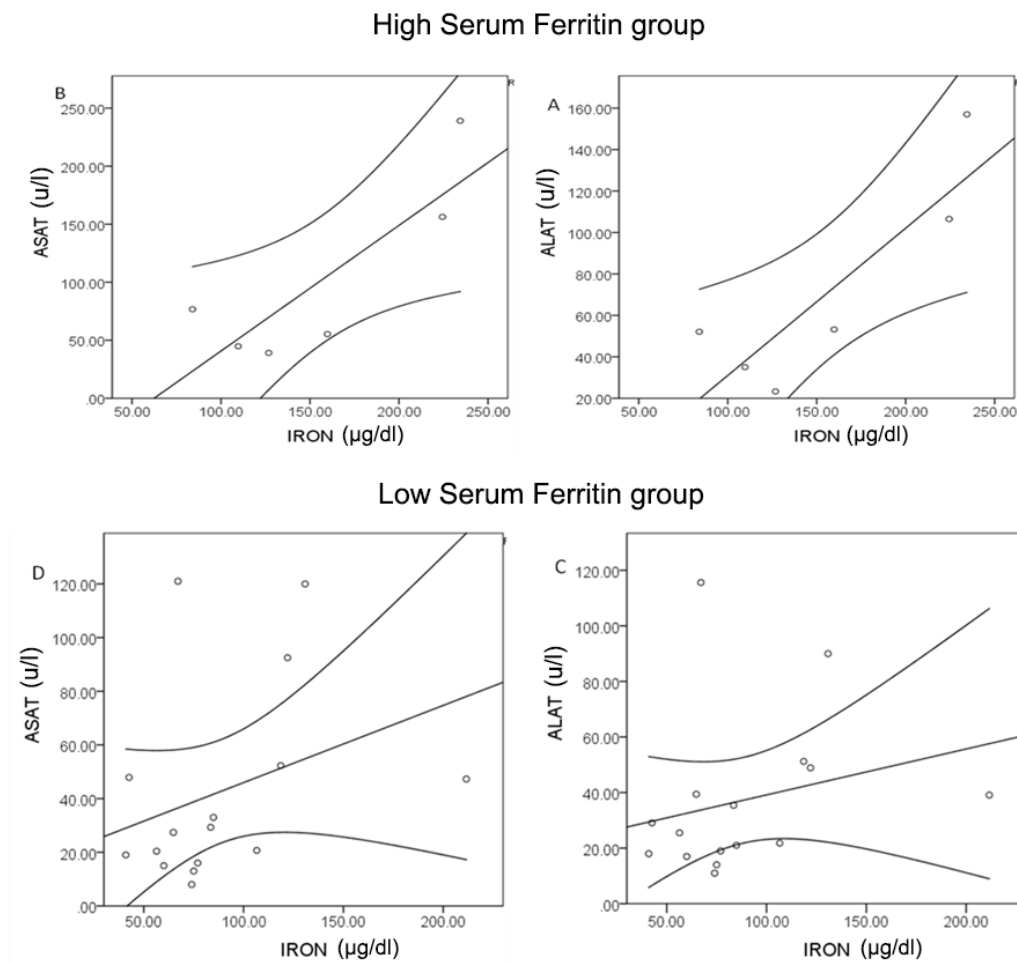 High Serum Ferritin group
B
R
250.00
200.00
150.00
100.00
50.00
.00
ASAT (u/l)
50.00 100.00 150.00 200.00 250.00
IRON (µg/dl)
A
160.00
140.00
120.00
100.00
80.00
60.00
40.00
20.00
ALAT (u/l)
50.00 100.00 150.00 200.00 250.00
IRON (µg/dl)
Low Serum Ferritin group
D
120.00
100.00
80.00
60.00
40.00
20.00
.00
ASAT (u/l)
50.00 100.00 150.00 200.00
IRON (µg/dl)
C
120.00
100.00
80.00
60.00
40.00
20.00
.00
ALAT (u/l)
50.00 100.00 150.00 200.00
IRON (µg/dl)